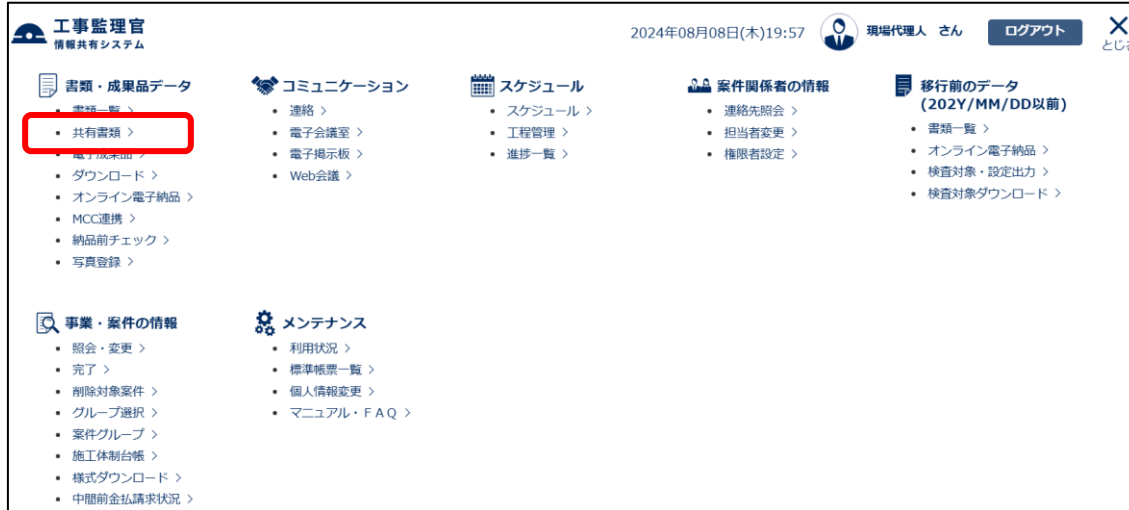 工事監理官
情報共有システム
2024年08月08日(木)19:57
現場代理人 さん
ログアウト
とじる
書類・成果品データ
書類一覧 >
共有書類 >
電子成果品 >
ダウンロード >
オンライン電子納品 >
MCC連携 >
納品前チェック >
写真登録 >
コミュニケーション
連絡 >
電子会議室 >
電子掲示板 >
Web会議 >
スケジュール
スケジュール >
工程管理 >
進捗一覧 >
案件関係者の情報
連絡先照会 >
担当者変更 >
権限者設定 >
移行前のデータ
(202Y/MM/DD以前)
書類一覧 >
オンライン電子納品 >
検査対象・設定出力 >
検査対象ダウンロード >
事業・案件の情報
照会・変更 >
完了 >
削除対象案件 >
グループ選択 >
案件グループ >
施工体制台帳 >
様式ダウンロード >
中間前金払請求状況 >
メンテナンス
利用状況 >
標準帳票一覧 >
個人情報変更 >
マニュアル・ＦＡＱ >